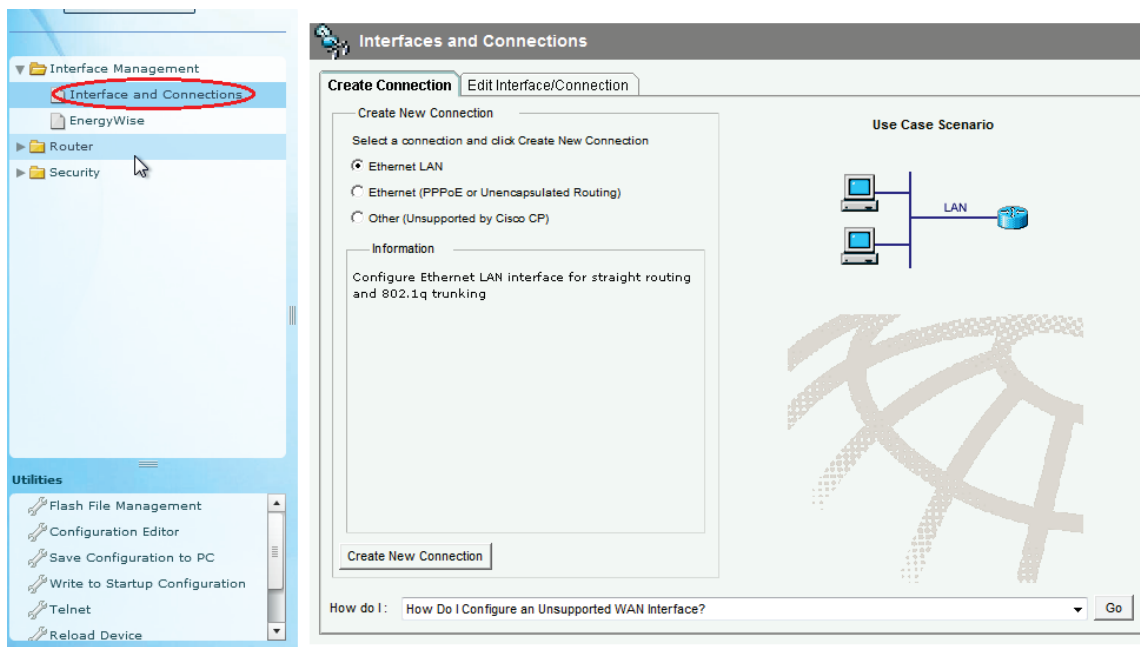 Interface Management
Interface and Connections
EnergyWise
Router
Security
Utilities
Flash File Management
Configuration Editor
Save Configuration to PC
Write to Startup Configuration
Telnet
Reload Device
Interfaces and Connections
Create Connection
Edit Interface/Connection
Create New Connection
Select a connection and click Create New Connection
Ethernet LAN
Ethernet (PPPoE or Unencapsulated Routing)
Other (Unsupported by Cisco CP)
Information
Configure Ethernet LAN interface for straight routing
and 802.1q trunking
Create New Connection
Use Case Scenario
LAN
How do I: How Do I Configure an Unsupported WAN Interface?
Go